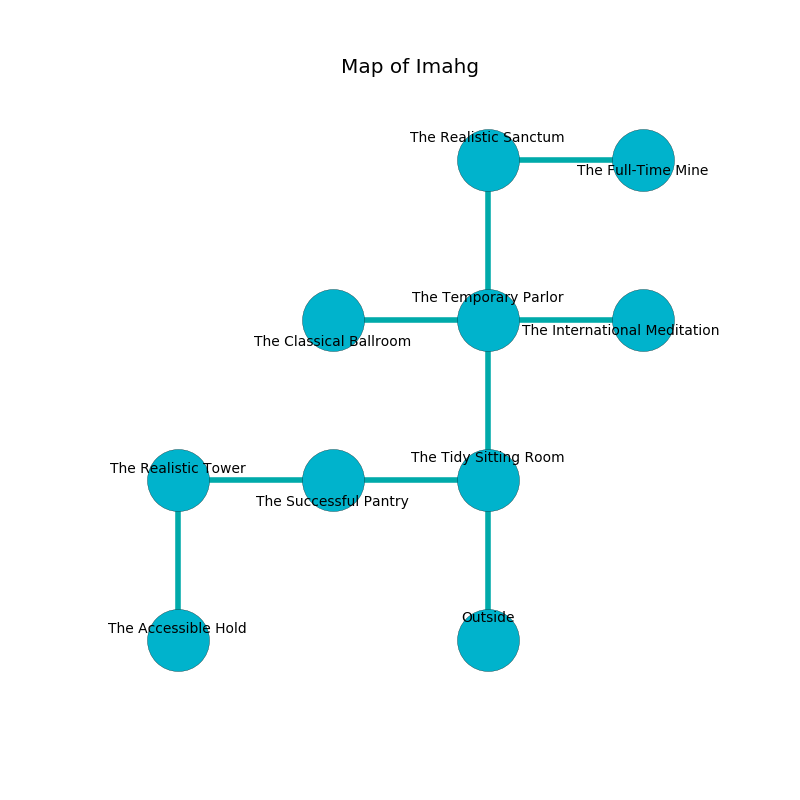 Map of Imahg
The Realistic Sanctum
The Full-Time Mine
The Temporary Parlor
The International Meditation
The Classical Ballroom
The Tidy Sitting Room
The Realistic Tower
The Successful Pantry
Outside
The Accessible Hold